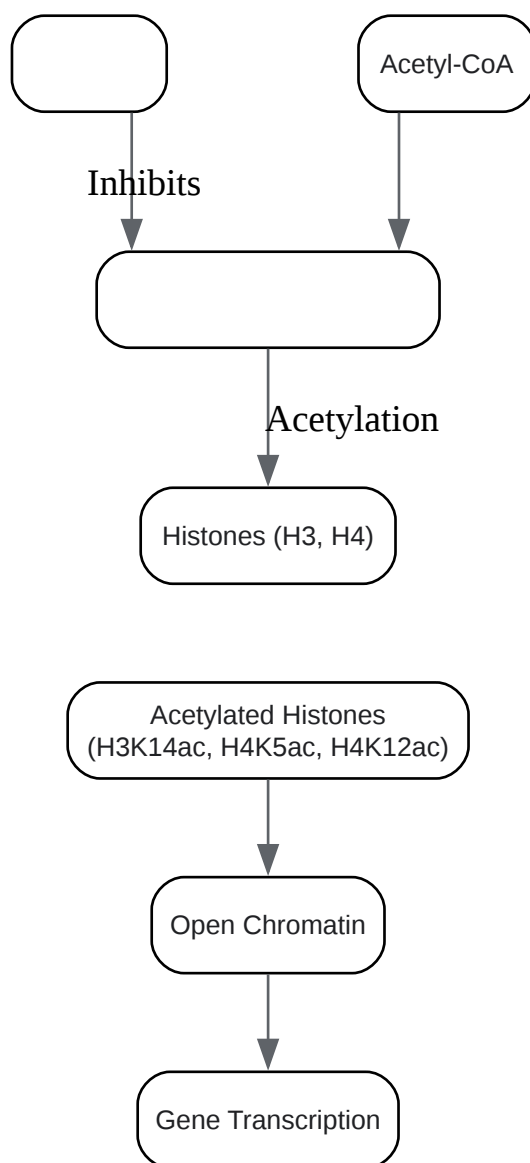 Acetyl-CoA
Inhibits
Acetylation
Histones (H3, H4)
Acetylated Histones
(H3K14ac, H4K5ac, H4K12ac)
Open Chromatin
Gene Transcription